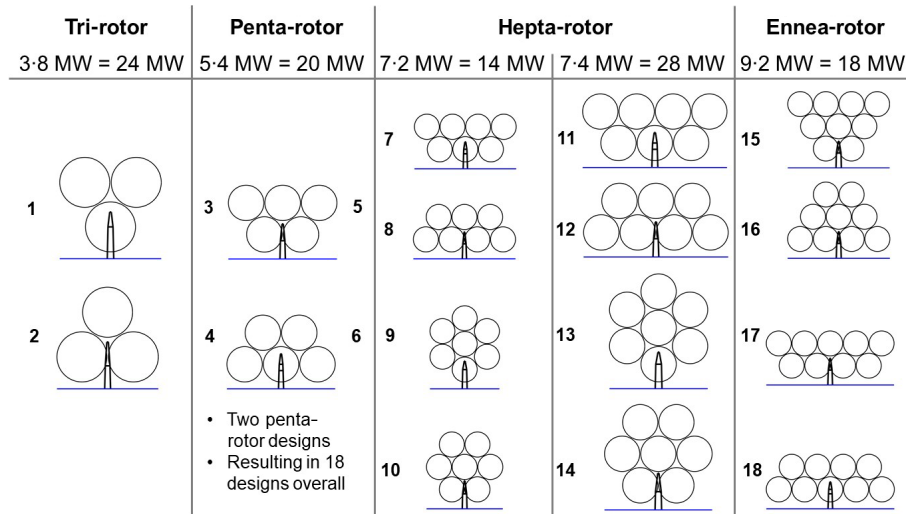 Tri-rotor Penta-rotor Hepta-rotor Ennea-rotor
3·8 MW = 24 MW 5·4 MW = 20 MW 7·2 MW = 14 MW 7·4 MW = 28 MW 9·2 MW = 18 MW
7 11 15
1 3 5
8 12 16
2 4 6 9 13 17
• Two penta-
rotor designs
• Resulting in 18
designs overall
10 14 18